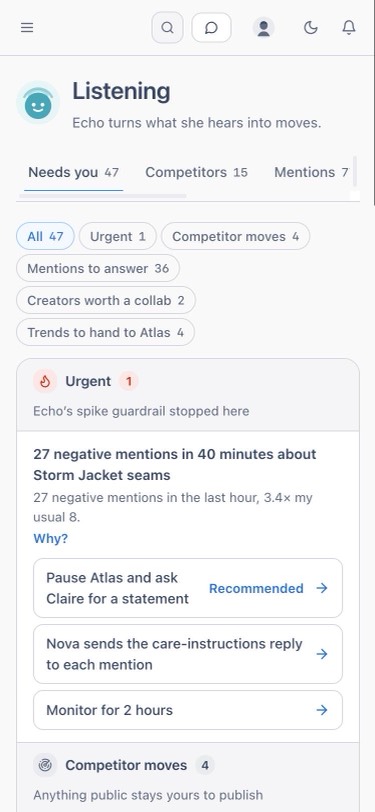 Listening
Echo turns what she hears into moves.
Needs you 47
Competitors 15
Mentions 7
All 47
Urgent 1
Competitor moves 4
Mentions to answer 36
Creators worth a collab 2
Trends to hand to Atlas 4
Urgent 1
Echo's spike guardrail stopped here
27 negative mentions in 40 minutes about
Storm Jacket seams
27 negative mentions in the last hour, 3.4× my
usual 8.
Why?
Pause Atlas and ask
Claire for a statement
Recommended
Nova sends the care-instructions reply
to each mention
Monitor for 2 hours
Competitor moves 4
Anything public stays yours to publish